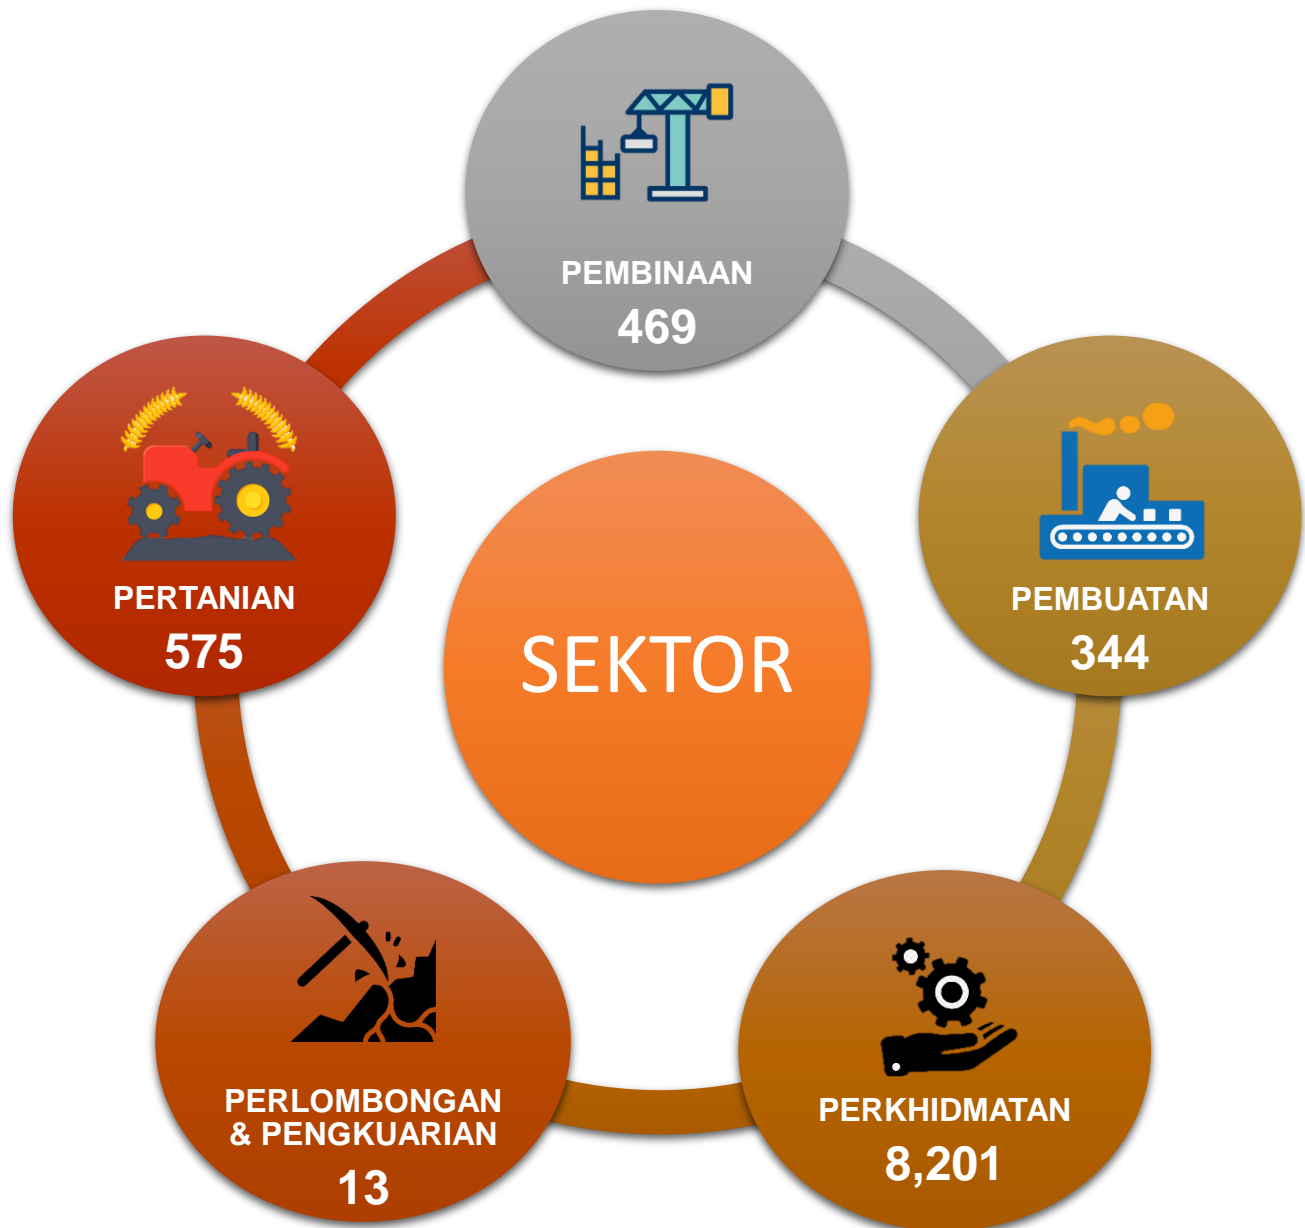 PEMBINAAN
469
PEMBUATAN
344
PERTANIAN
575
SEKTOR
PERLOMBONGAN
& PENGKUARIAN
13
PERKHIDMATAN
8,201